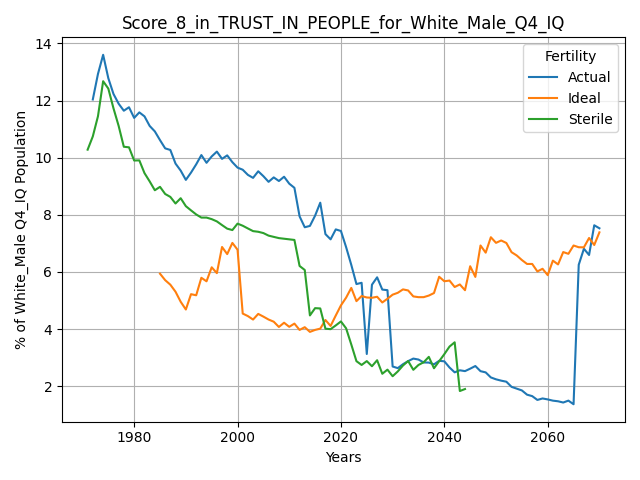 Score_8_in_TRUST_IN_PEOPLE_for_White_Male_Q4_IQ
Fertility
Actual
Ideal
Sterile
% of White_Male Q4_IQ Population
14
12
10
8
6
4
2
1980
2000
2020
2040
2060
Years